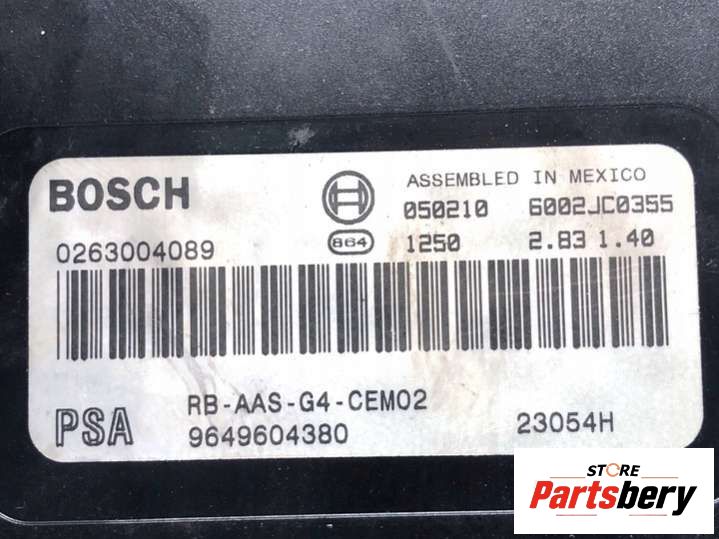 BOSCH
ASSEMBLED IN MEXICO
050210 6002JC0355
0263004089
864
1250 2.83 1.40
RB-AAS-G4-CEM02
PSA 9649604380 23054H
STORE
Partsbery